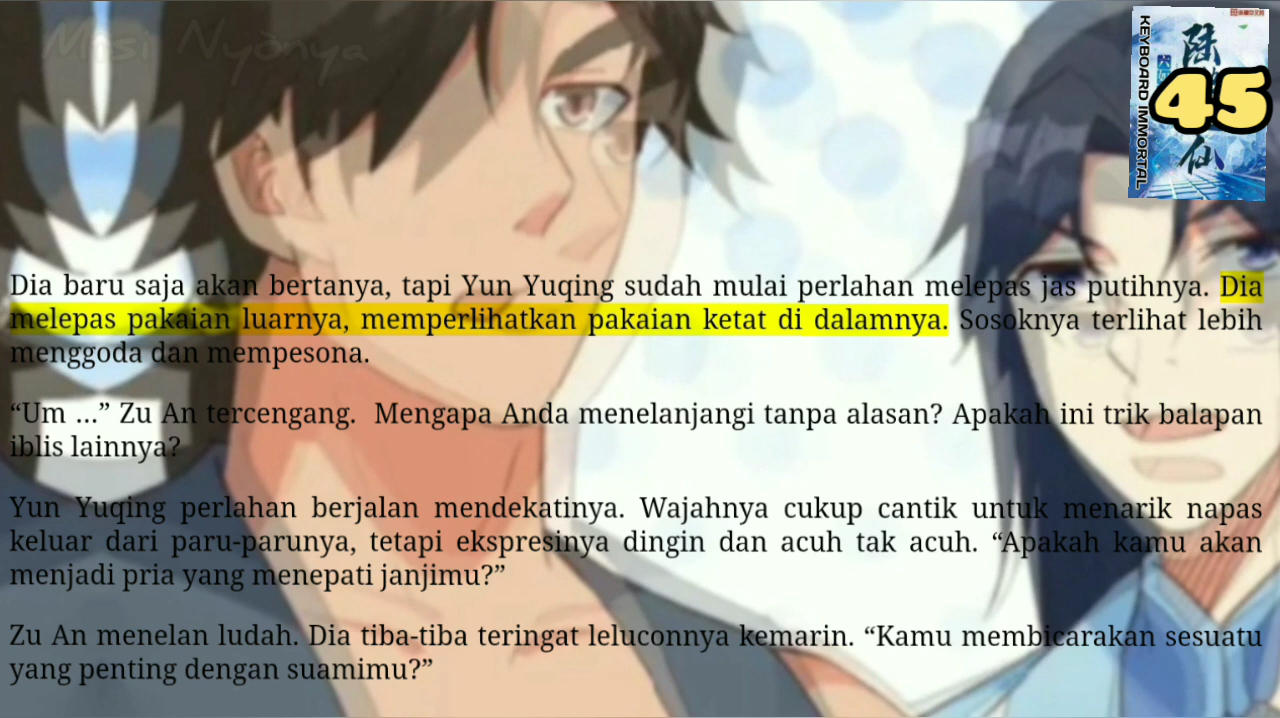 Misi Nyonya
KEYBOARD IMMORTAL
陆
仙
45
Dia baru saja akan bertanya, tapi Yun Yuqing sudah mulai perlahan melepas jas putihnya. Dia
melepas pakaian luarnya, memperlihatkan pakaian ketat di dalamnya. Sosoknya terlihat lebih
menggoda dan mempesona.
“Um ...” Zu An tercengang.  Mengapa Anda menelanjangi tanpa alasan? Apakah ini trik balapan
iblis lainnya?
Yun Yuqing perlahan berjalan mendekatinya. Wajahnya cukup cantik untuk menarik napas
keluar dari paru-parunya, tetapi ekspresinya dingin dan acuh tak acuh. “Apakah kamu akan
menjadi pria yang menepati janjimu?”
Zu An menelan ludah. Dia tiba-tiba teringat leluconnya kemarin. “Kamu membicarakan sesuatu
yang penting dengan suamimu?”